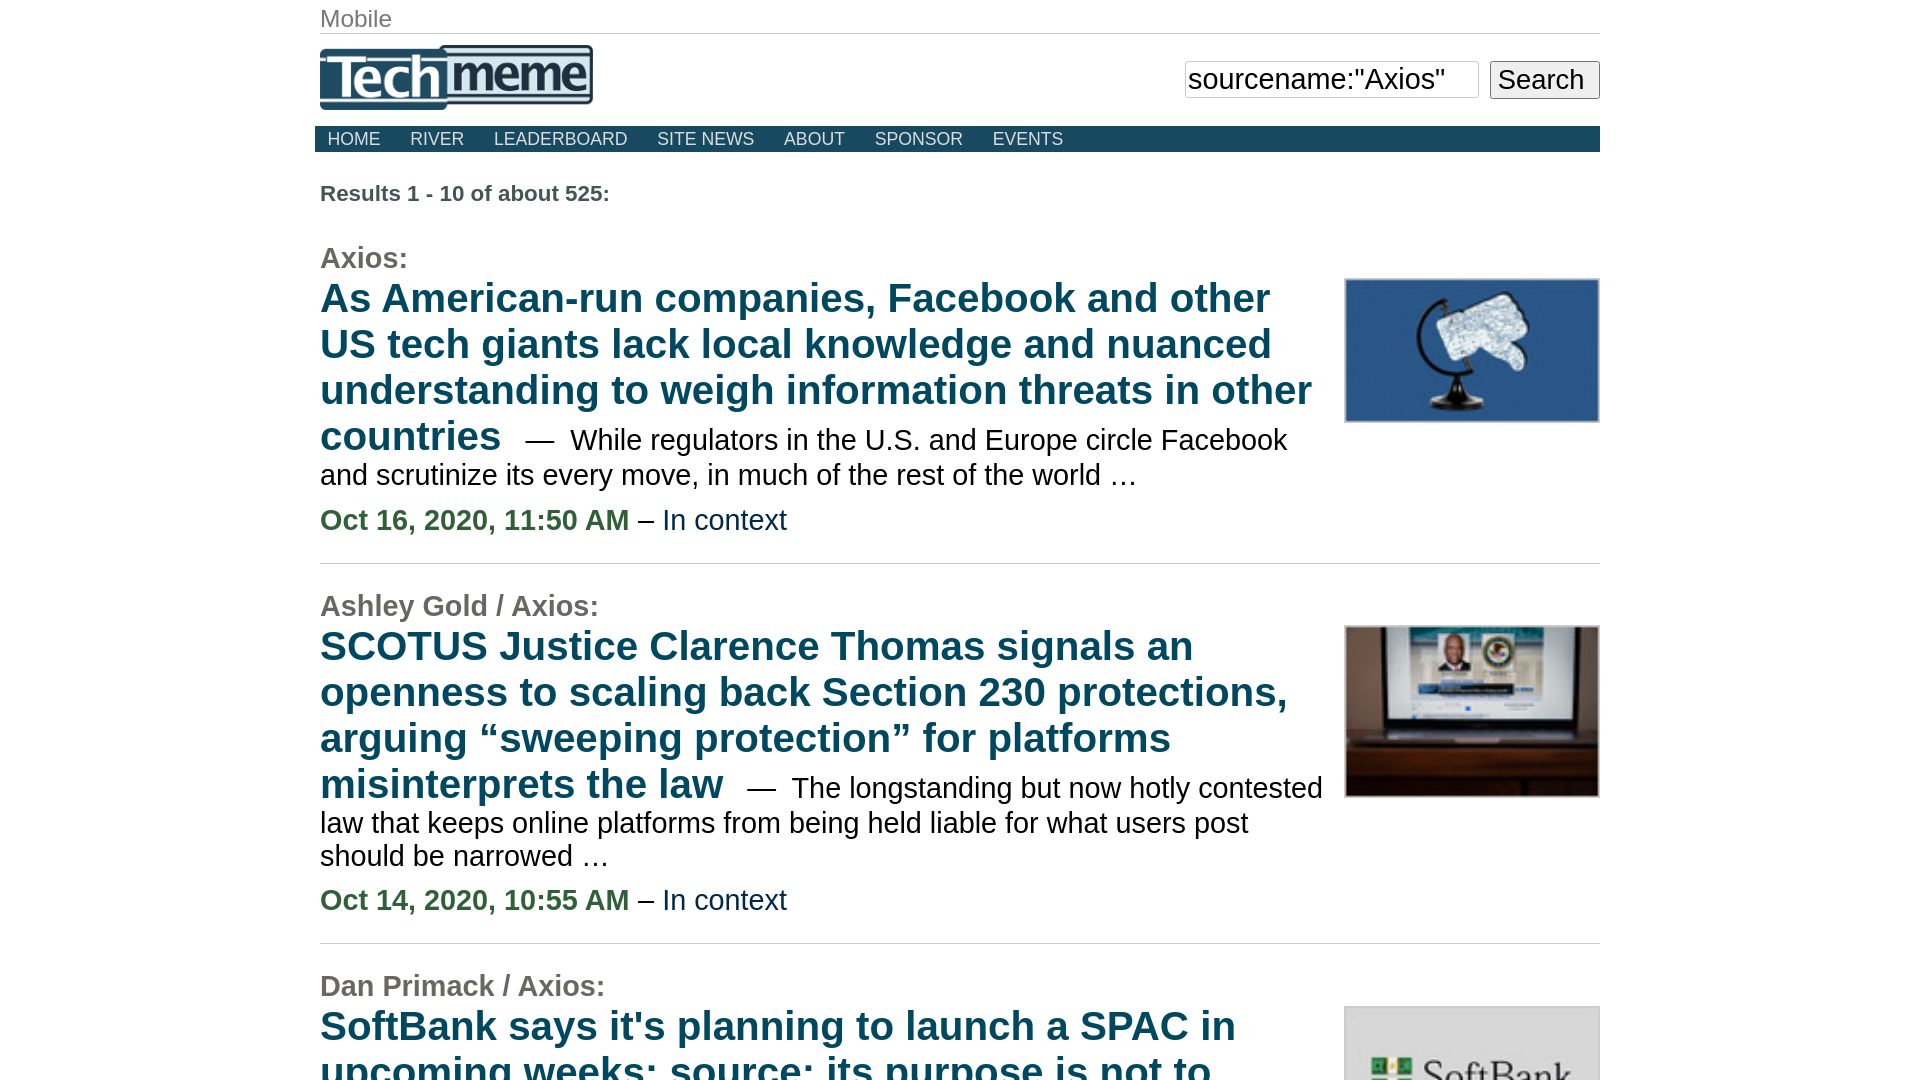 Mobile
Techmeme
sourcename:"Axios"
Search
HOME RIVER LEADERBOARD SITE NEWS ABOUT SPONSOR EVENTS
Results 1 - 10 of about 525:
Axios:
As American-run companies, Facebook and other
US tech giants lack local knowledge and nuanced
understanding to weigh information threats in other
countries — While regulators in the U.S. and Europe circle Facebook
and scrutinize its every move, in much of the rest of the world …
Oct 16, 2020, 11:50 AM – In context
Ashley Gold / Axios:
SCOTUS Justice Clarence Thomas signals an
openness to scaling back Section 230 protections,
arguing “sweeping protection” for platforms
misinterprets the law — The longstanding but now hotly contested
law that keeps online platforms from being held liable for what users post
should be narrowed …
Oct 14, 2020, 10:55 AM – In context
Dan Primack / Axios:
SoftBank says it's planning to launch a SPAC in
upcoming weeks; source: its purpose is not to
SoftBank